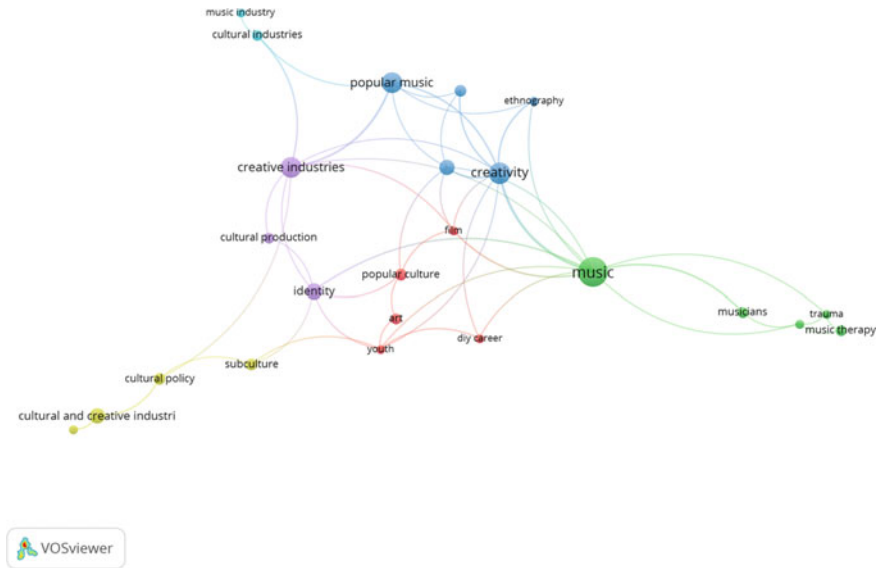 music industry
cultural industries
popular music
ethnography
creative industries
creativity
film
cultural production
popular culture
music
identity
musicians
trauma
art
music therapy
diy career
youth
subculture
cultural policy
cultural and creative industri
VOSviewer